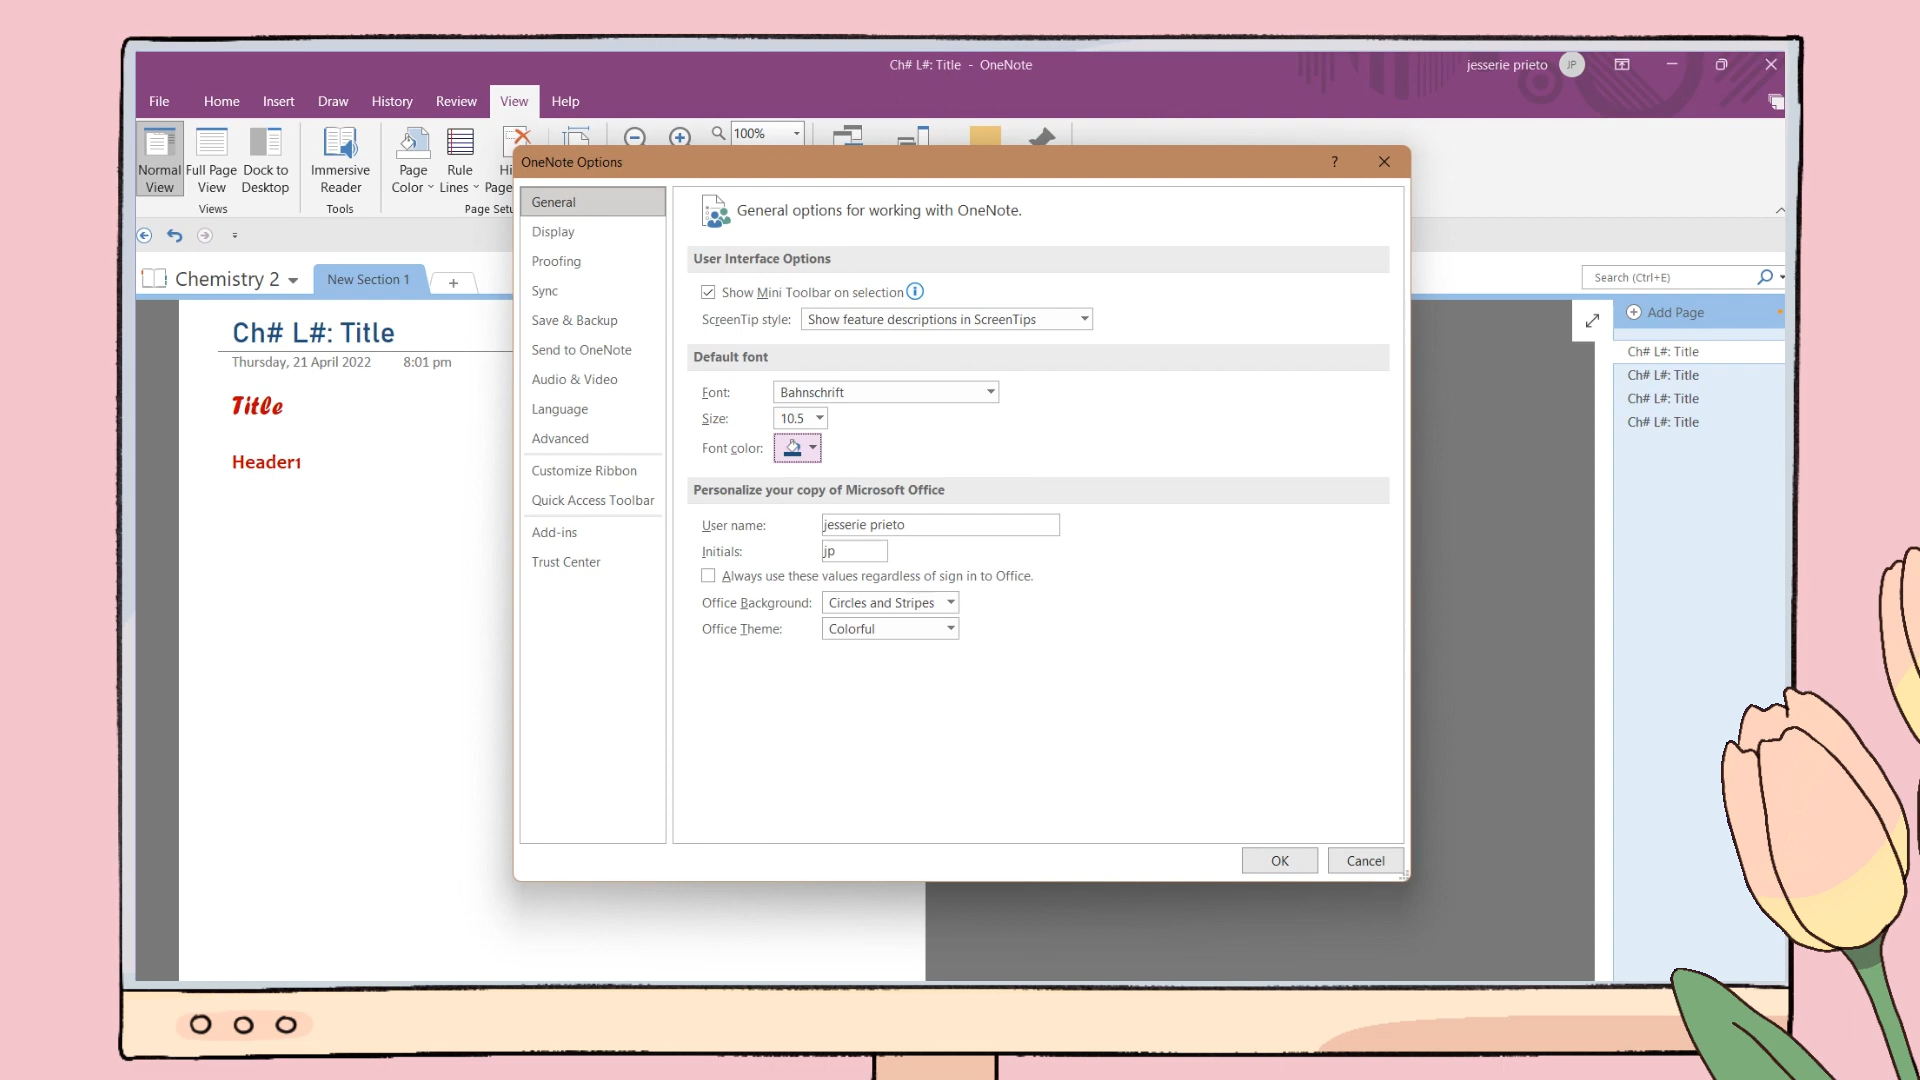 Ch# L#: Title - OneNote
jesserie prieto
JP
File Home Insert Draw History Review View Help
100%
Normal View
Full Page View
Dock to Desktop
Immersive Reader
Page Color
Rule Lines
Views
Tools
OneNote Options
?
General
Display
Proofing
Sync
Save & Backup
Send to OneNote
Audio & Video
Language
Advanced
Customize Ribbon
Quick Access Toolbar
Add-ins
Trust Center
General options for working with OneNote.
User Interface Options
Show Mini Toolbar on selection
ScreenTip style: Show feature descriptions in ScreenTips
Default font
Font: Bahnschrift
Size: 10.5
Font color:
Personalize your copy of Microsoft Office
User name: jesserie prieto
Initials: jp
Always use these values regardless of sign in to Office.
Office Background: Circles and Stripes
Office Theme: Colorful
OK Cancel
Chemistry 2
New Section 1
+
Search (Ctrl+E)
Ch# L#: Title
Thursday, 21 April 2022 8:01 pm
Title
Header1
Add Page
Ch# L#: Title
Ch# L#: Title
Ch# L#: Title
Ch# L#: Title